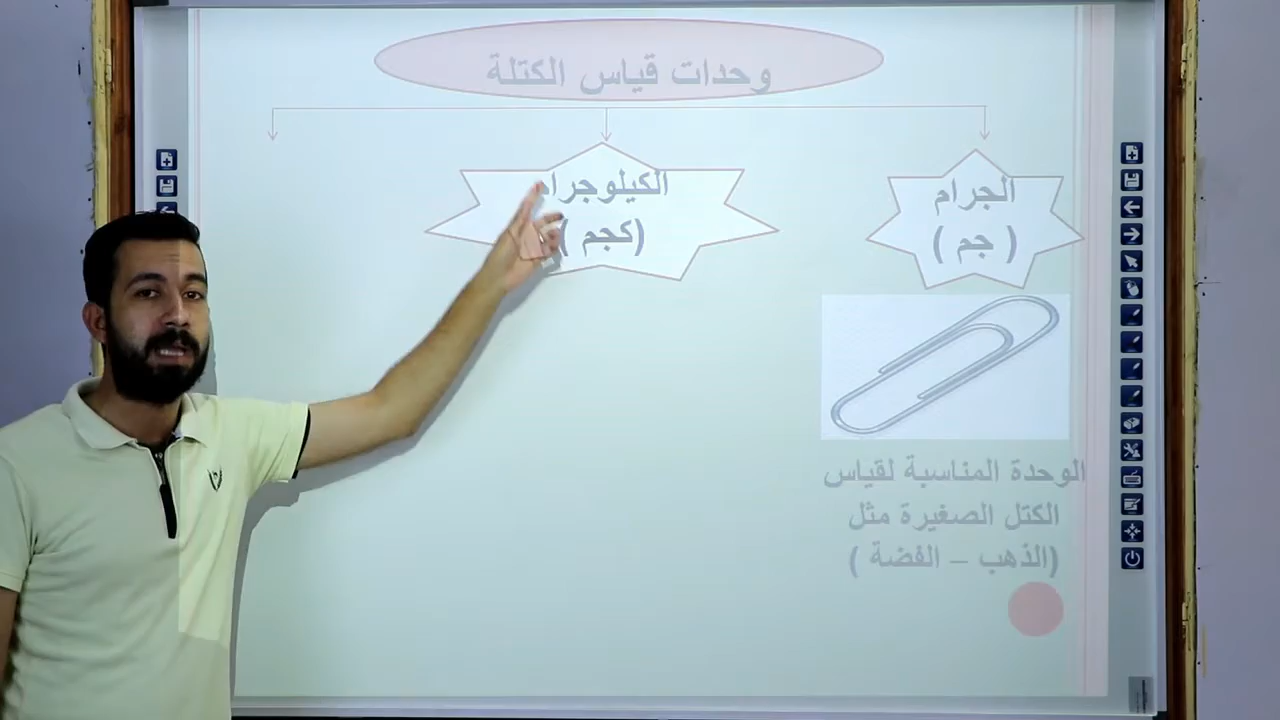 وحدات قياس الكتلة
الجرام
( جم )
الكيلوجرام
(كجم )
الوحدة المناسبة لقياس
الكتل الصغيرة مثل
(الذهب – الفضة )